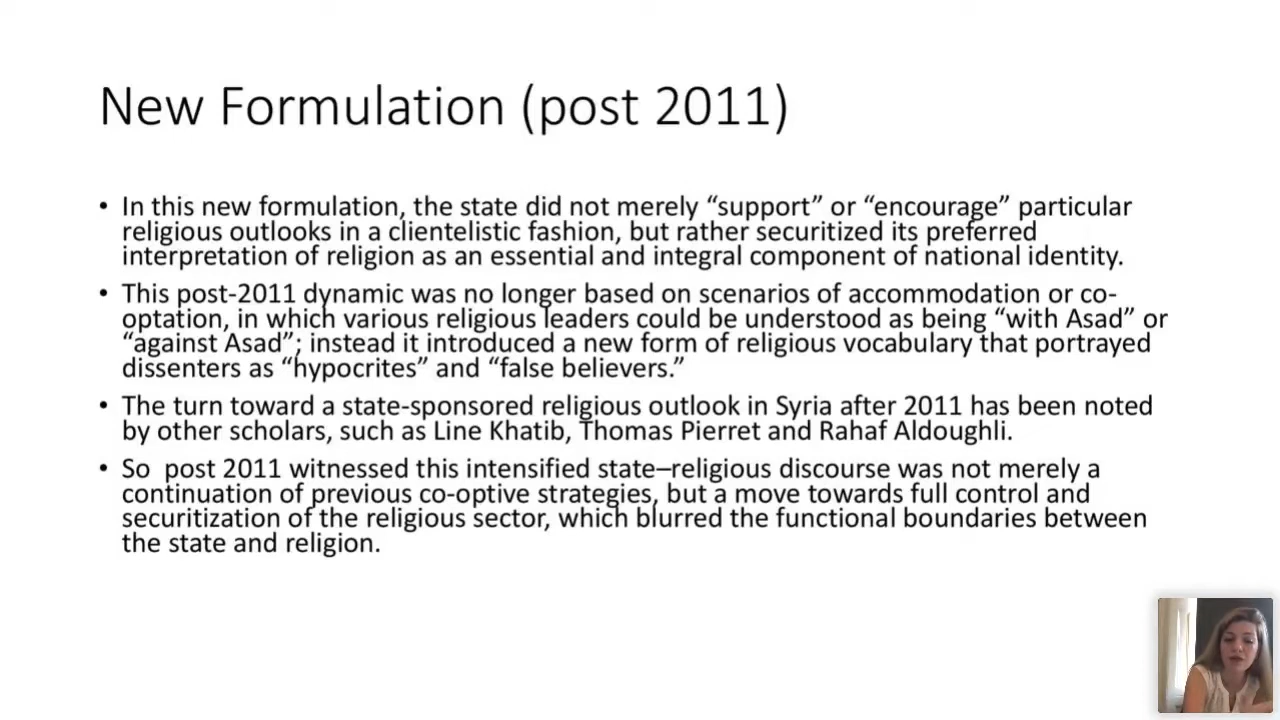 New Formulation (post 2011)
• In this new formulation, the state did not merely “support” or “encourage” particular
religious outlooks in a clientelistic fashion, but rather securitized its preferred
interpretation of religion as an essential and integral component of national identity.
• This post-2011 dynamic was no longer based on scenarios of accommodation or co-
optation, in which various religious leaders could be understood as being “with Asad” or
“against Asad”; instead it introduced a new form of religious vocabulary that portrayed
dissenters as “hypocrites” and “false believers.”
• The turn toward a state-sponsored religious outlook in Syria after 2011 has been noted
by other scholars, such as Line Khatib, Thomas Pierret and Rahaf Aldoughli.
• So  post 2011 witnessed this intensified state–religious discourse was not merely a
continuation of previous co-optive strategies, but a move towards full control and
securitization of the religious sector, which blurred the functional boundaries between
the state and religion.